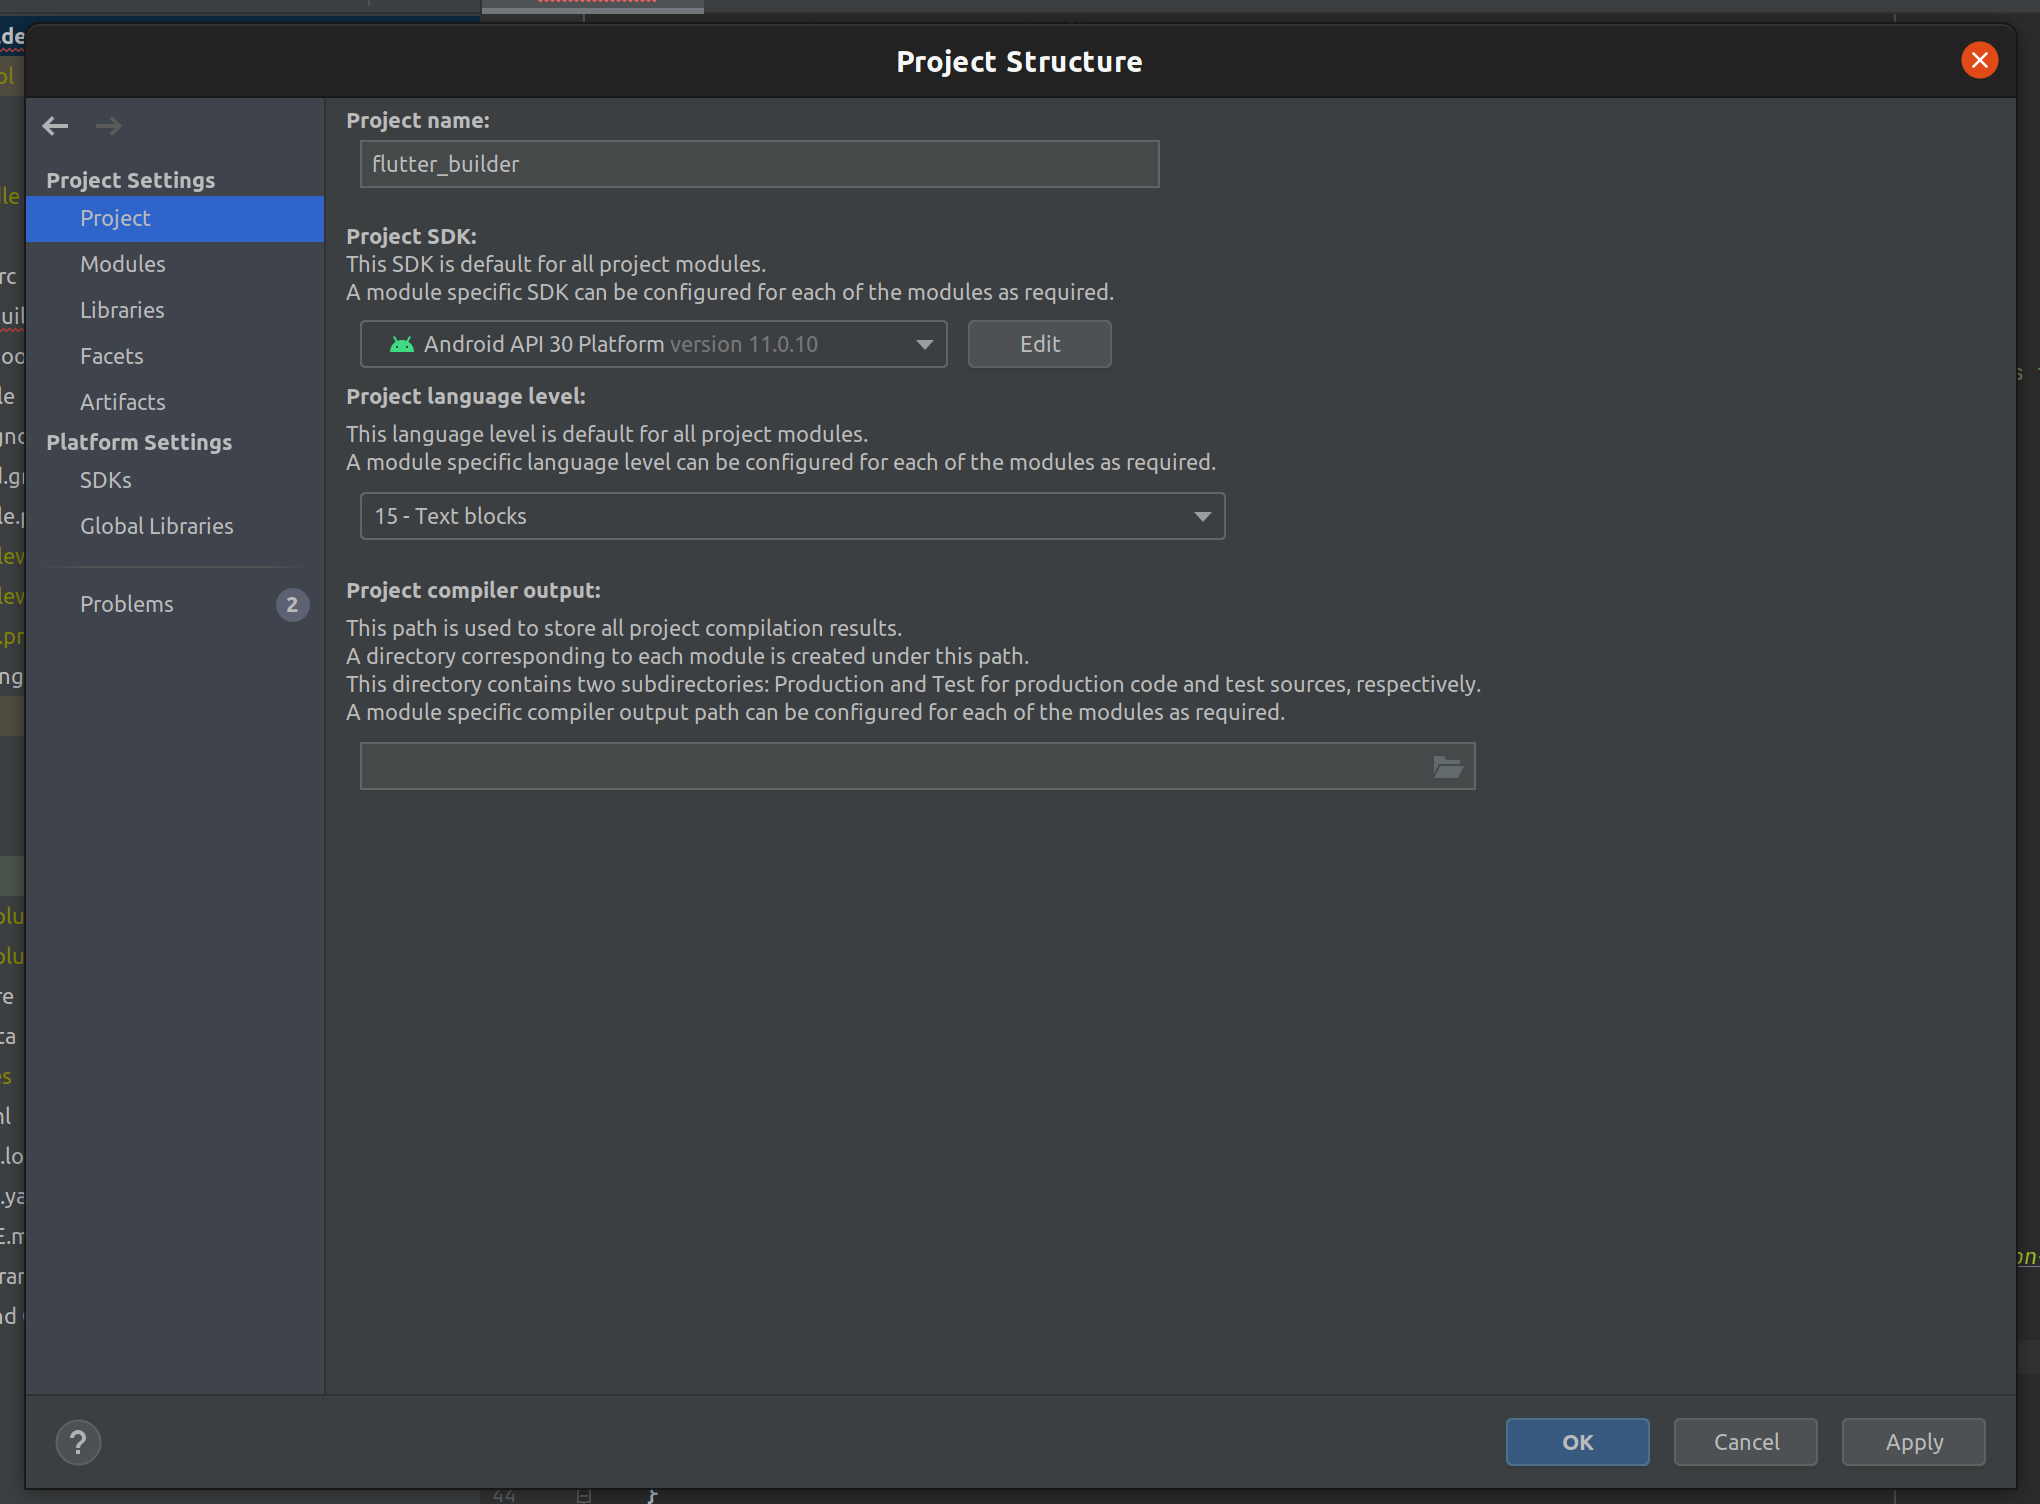 Project Structure
Project name:
flutter_builder
Project Settings
Project
Modules
Libraries
Facets
Artifacts
Platform Settings
SDKs
Global Libraries
Problems
2
Project SDK:
This SDK is default for all project modules.
A module specific SDK can be configured for each of the modules as required.
Android API 30 Platform version 11.0.10
Edit
Project language level:
This language level is default for all project modules.
A module specific language level can be configured for each of the modules as required.
15 - Text blocks
Project compiler output:
This path is used to store all project compilation results.
A directory corresponding to each module is created under this path.
This directory contains two subdirectories: Production and Test for production code and test sources, respectively.
A module specific compiler output path can be configured for each of the modules as required.
?
OK
Cancel
Apply
44
}